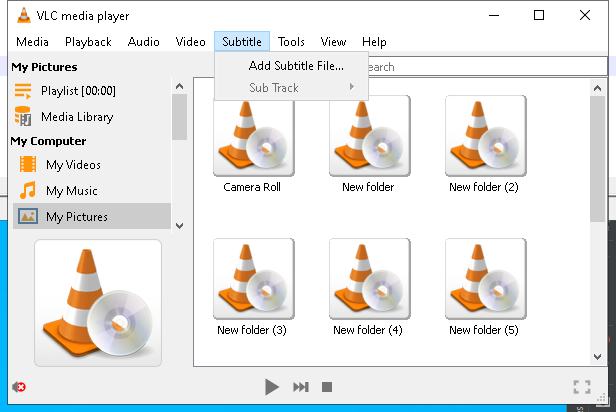 VLC media player
Media Playback Audio Video Subtitle Tools View Help
Add Subtitle File...
Sub Track
earch
My Pictures
Playlist [00:00]
Media Library
My Computer
My Videos
My Music
My Pictures
Camera Roll
New folder
New folder (2)
New folder (3)
New folder (4)
New folder (5)